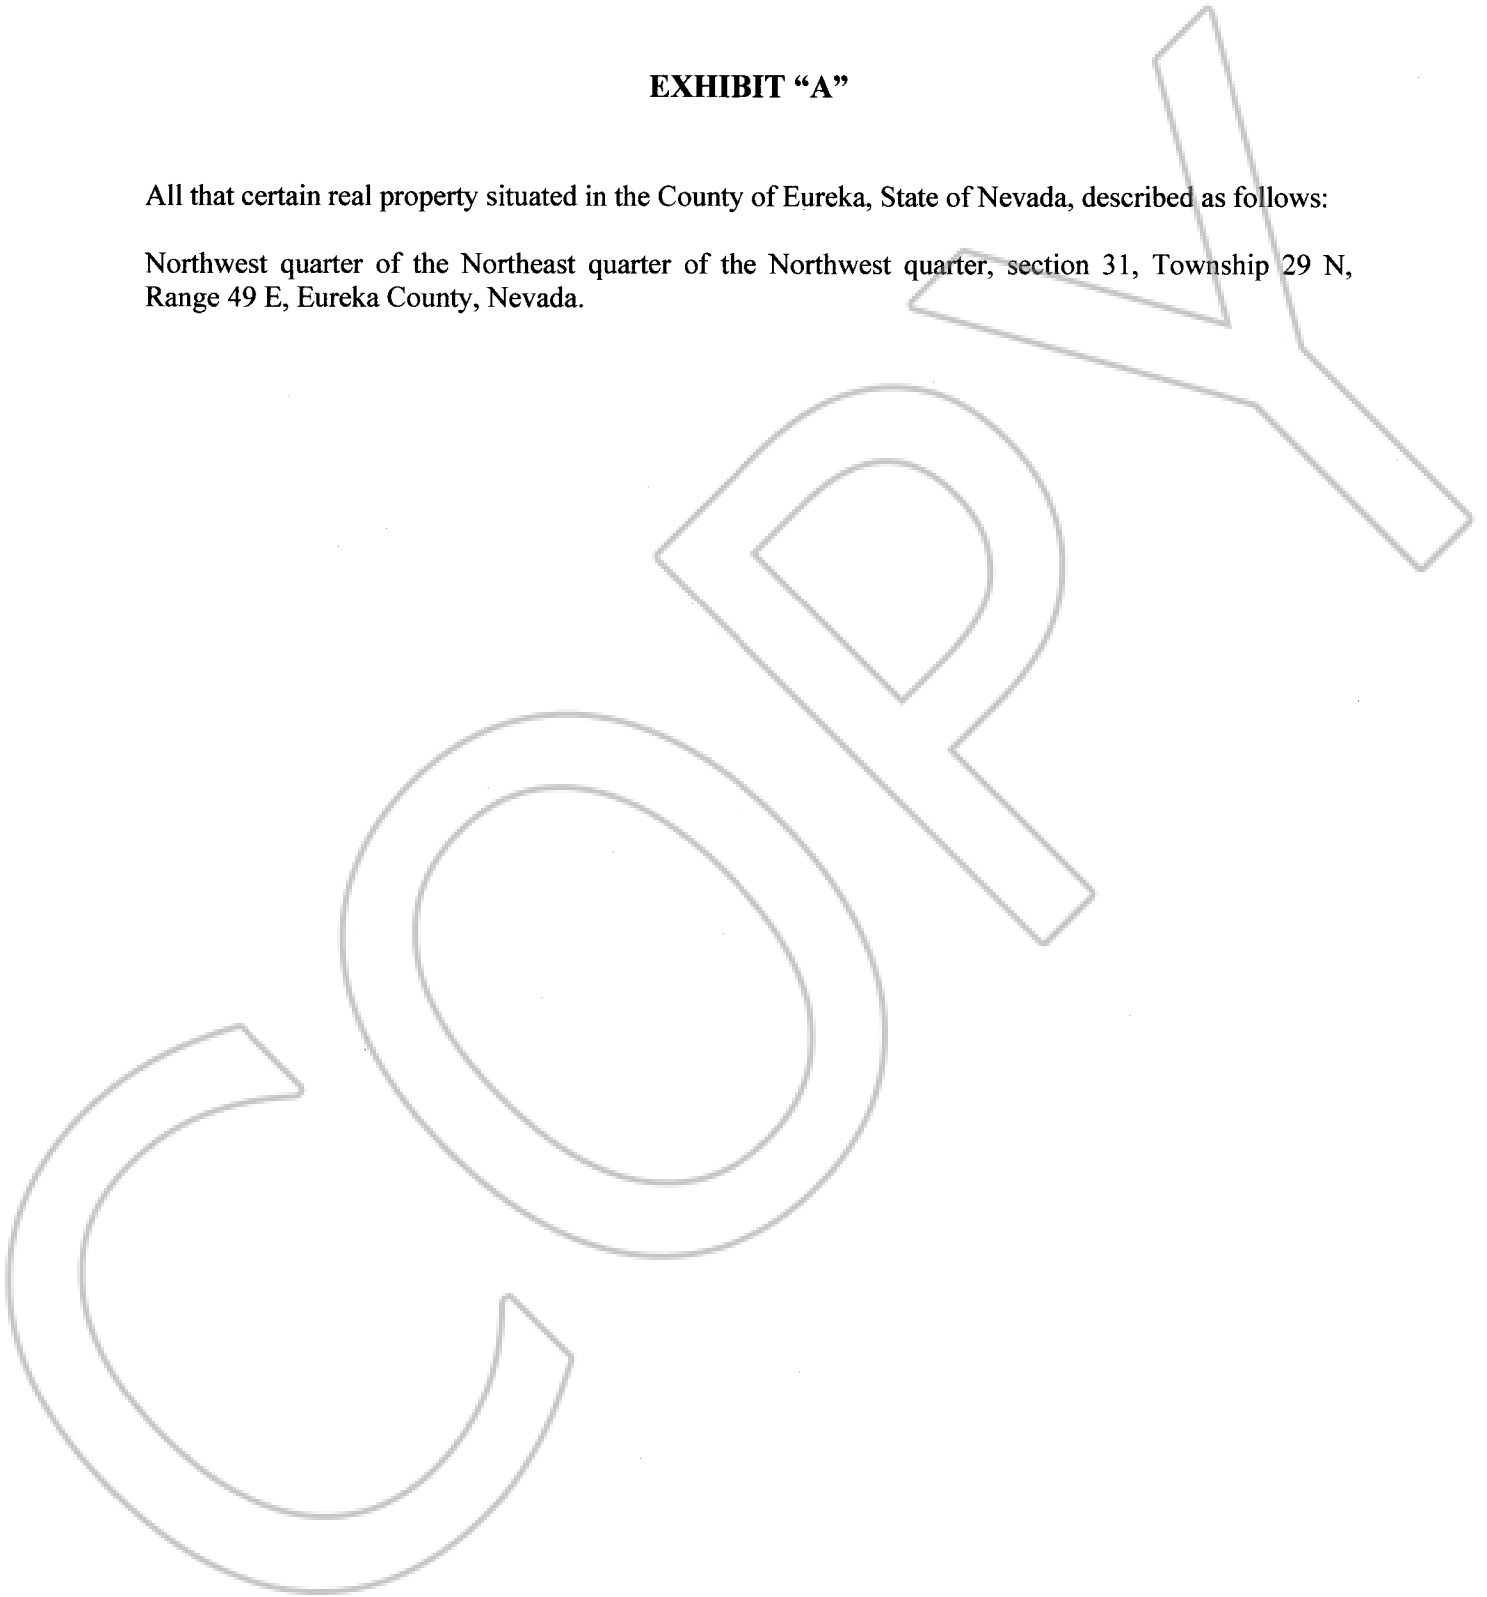 EXHIBIT “A”
All that certain real property situated in the County of Eureka, State of Nevada, described as follows:
Northwest quarter of the Northeast quarter of the Northwest quarter, section 31, Township 29 N,
Range 49 E, Eureka County, Nevada.
COPY